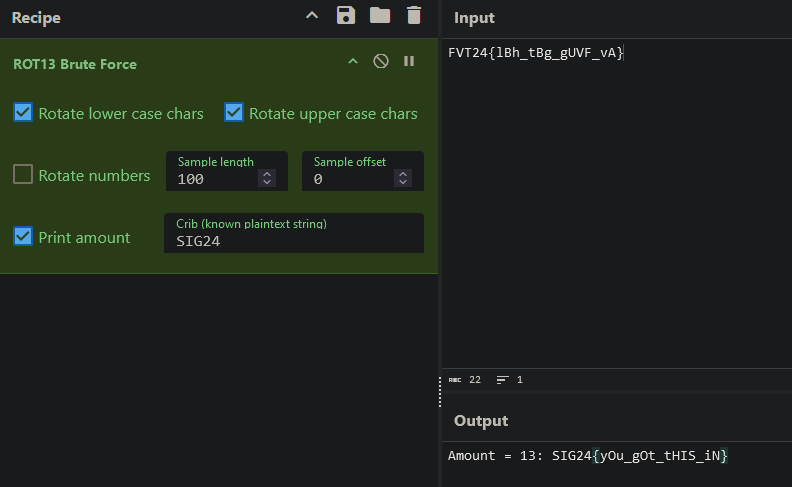 Recipe
ROT13 Brute Force
Rotate lower case chars Rotate upper case chars
Rotate numbers
Sample length
100
Sample offset
0
Print amount
Crib (known plaintext string)
SIG24
Input
FVT24{lBh_tBg_gUVF_vA}
ABC 22 1
Output
Amount = 13: SIG24{yOu_gOt_tHIS_iN}